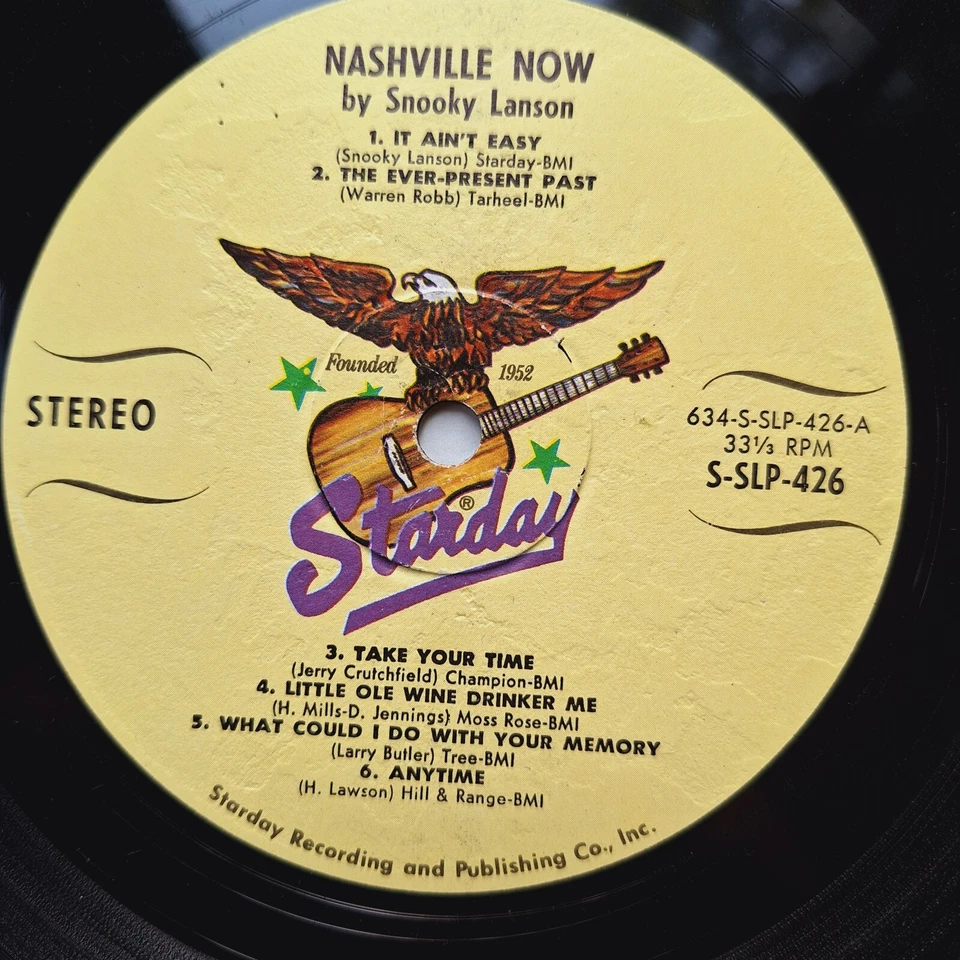 NASHVILLE NOW
by Snooky Lanson
1. IT AIN'T EASY
(Snooky Lanson) Starday-BMI
2. THE EVER-PRESENT PAST
(Warren Robb) Tarheel-BMI
Founded 1952
STEREO
634-S-SLP-426-A
33⅓ RPM
S-SLP-426
Starday ®
3. TAKE YOUR TIME
(Jerry Crutchfield) Champion-BMI
4. LITTLE OLE WINE DRINKER ME
(H. Mills-D. Jennings) Moss Rose-BMI
5. WHAT COULD I DO WITH YOUR MEMORY
(Larry Butler) Tree-BMI
6. ANYTIME
(H. Lawson) Hill & Range-BMI
Starday Recording and Publishing Co., Inc.